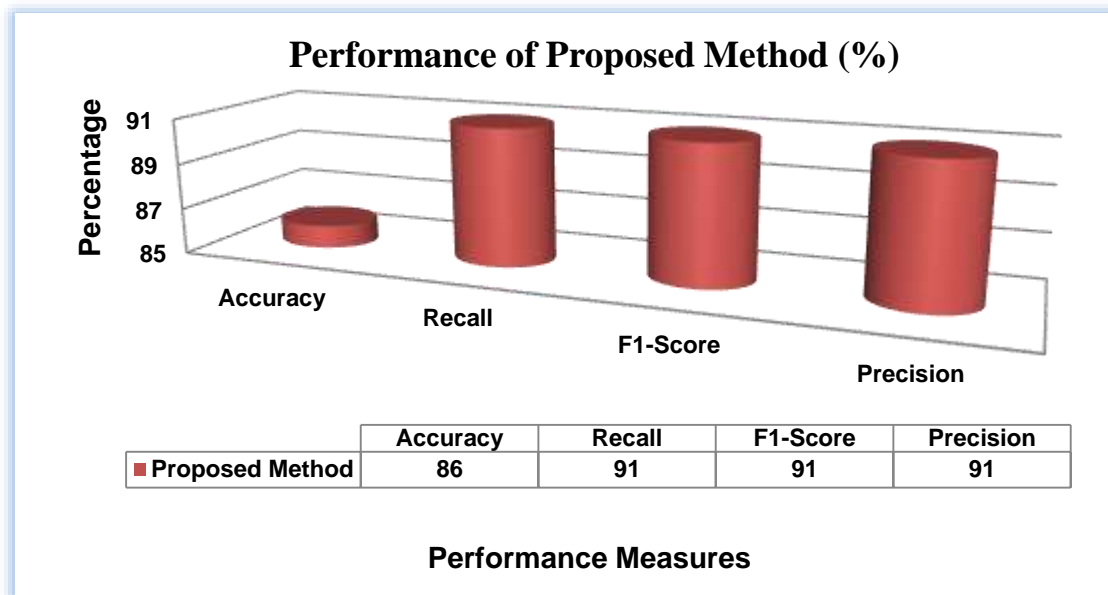 Performance of Proposed Method (%)
Percentage
91
89
87
85
Accuracy
Recall
F1-Score
Precision
Accuracy Recall F1-Score Precision
Proposed Method 86 91 91 91
Performance Measures